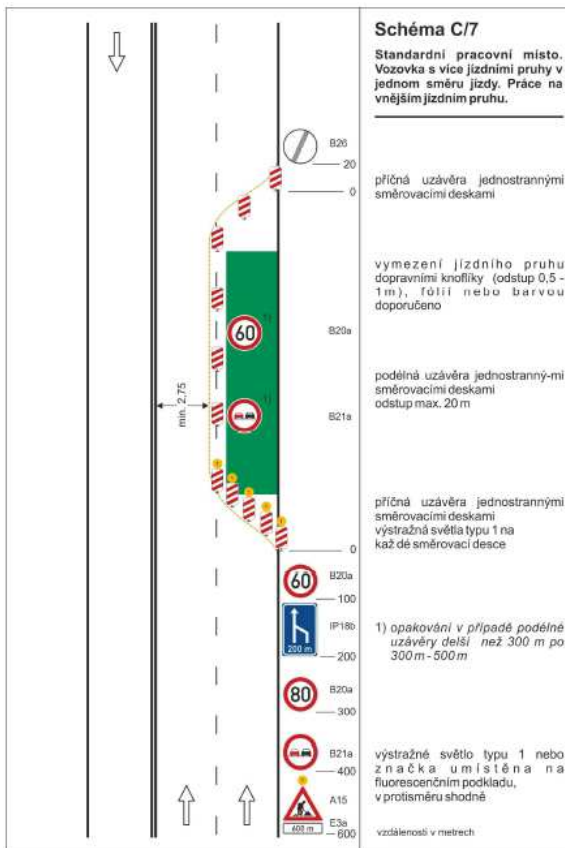 Schéma C/7
Standardní pracovní místo.
Vozovka s více jízdními pruhy v
jednom směru jízdy. Práce na
vnějším jízdním pruhu.
B26
20
0
příčná uzávěra jednostrannými
směrovacími deskami
vymezení jízdního pruhu
dopravními knoflíky (odstup 0,5 -
1m), fólií nebo barvou
doporučeno
1)
60
B20a
podélná uzávěra jednostranný-mi
směrovacími deskami
odstup max. 20 m
min. 2,75
1)
B21a
příčná uzávěra jednostrannými
směrovacími deskami
výstražná světla typu 1 na
kaž dé směrovací desce
0
60
B20a
100
IP18b
200 m
200
1) opakování v případě podélné
uzávěry delší než 300 m po
300 m - 500 m
80
B20a
300
B21a
400
výstražné světlo typu 1 nebo
značka umístěna na
fluorescenčním podkladu,
v protisměru shodně
A15
E3a
600 m
600
vzdálenosti v metrech